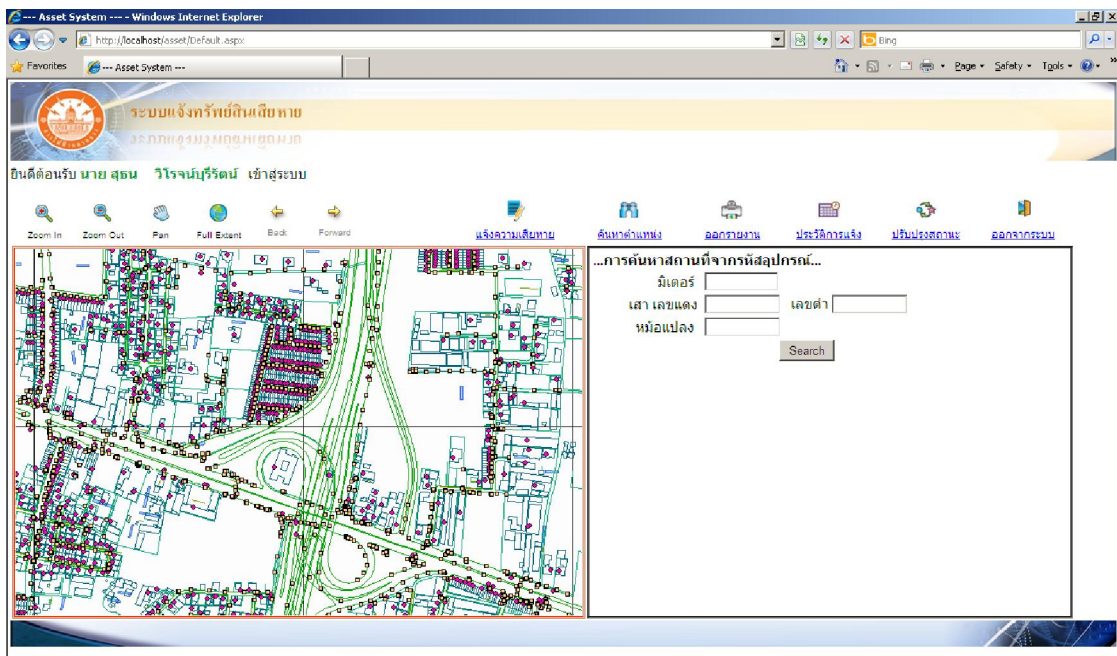 --- Asset System --- - Windows Internet Explorer
http://localhost/asset/Default.aspx
Bing
Favorites --- Asset System --- Page Safety Tools
ระบบแจ้งทรัพย์สินเสียหาย
ยินดีต้อนรับ นาย สุธน วิโรจน์บุรีรัตน์ เข้าสู่ระบบ
Zoom In Zoom Out Pan Full Extent Back Forward แจ้งความเสียหาย ค้นหาตำแหน่ง ออกรายงาน ประวัติการแจ้ง ปรับปรุงสถานะ ออกจากระบบ
...การค้นหาสถานที่จากรหัสอุปกรณ์...
มิเตอร์
เสา เลขแดง เลขดำ
หม้อแปลง
Search